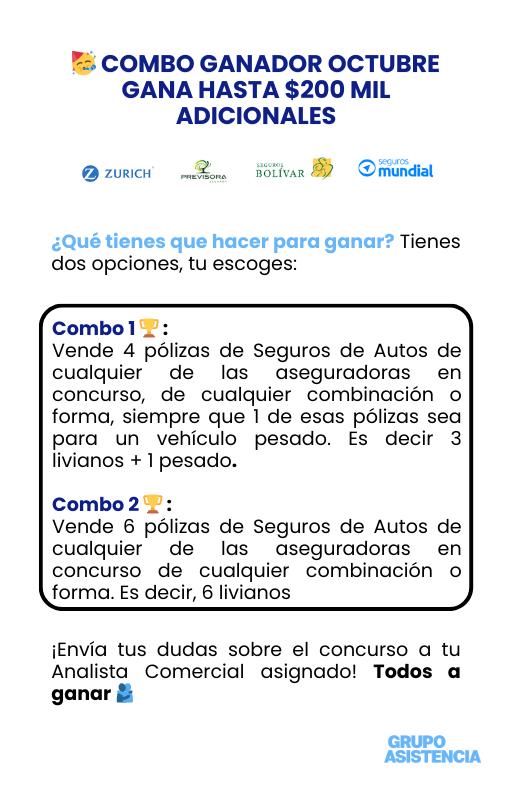 🥳 COMBO GANADOR OCTUBRE
GANA HASTA $200 MIL
ADICIONALES
ZURICH
PREVISORA
SEGUROS
SEGUROS
BOLÍVAR
seguros
mundial
¿Qué tienes que hacer para ganar? Tienes
dos opciones, tu escoges:
Combo 1 🏆 :
Vende 4 pólizas de Seguros de Autos de
cualquier de las aseguradoras en
concurso, de cualquier combinación o
forma, siempre que 1 de esas pólizas sea
para un vehículo pesado. Es decir 3
livianos + 1 pesado.
Combo 2 🏆 :
Vende 6 pólizas de Seguros de Autos de
cualquier de las aseguradoras en
concurso de cualquier combinación o
forma. Es decir, 6 livianos
¡Envía tus dudas sobre el concurso a tu
Analista Comercial asignado! Todos a
ganar 🫂
GRUPO
ASISTENCIA